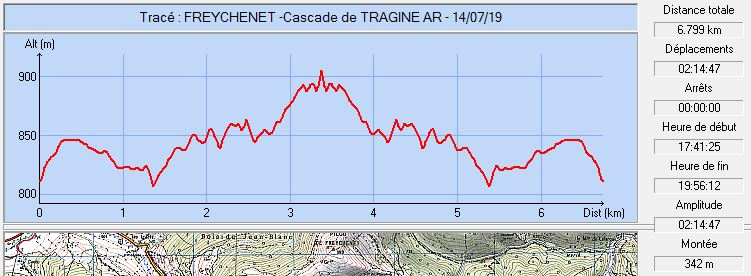 Tracé : FREYCHENET -Cascade de TRAGINE AR - 14/07/19
Alt (m)
900
850
800
0 1 2 3 4 5 6 Dist (km)
Distance totale
6.799 km
Déplacements
02:14:47
Arrêts
00:00:00
Heure de début
17:41:25
Heure de fin
19:56:12
Amplitude
02:14:47
Montée
342 m
DE FREYCHENET